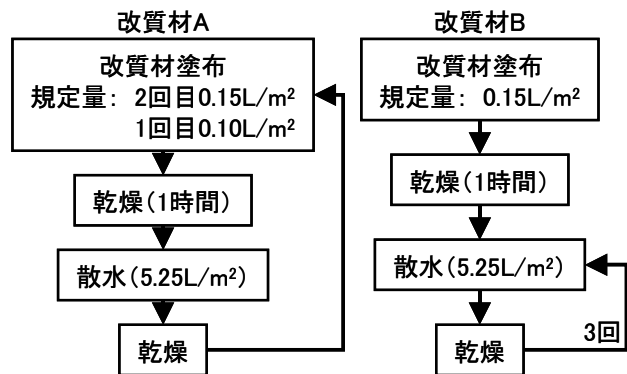 改質材A
改質材塗布
規定量： 2回目0.15L/m²
1回目0.10L/m²
乾燥（1時間）
散水（5.25L/m²）
乾燥
改質材B
改質材塗布
規定量： 0.15L/m²
乾燥（1時間）
散水（5.25L/m²）
3回
乾燥